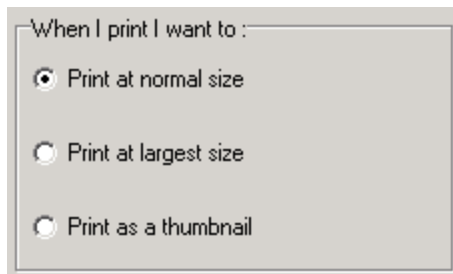 When I print I want to :
Print at normal size
Print at largest size
Print as a thumbnail